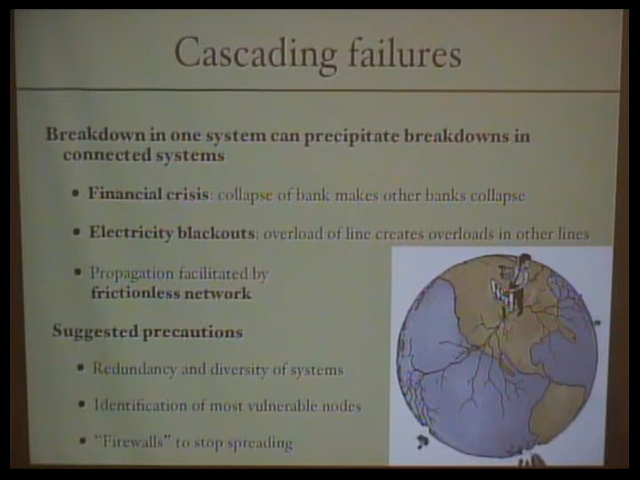 Cascading failures
Breakdown in one system can precipitate breakdowns in
connected systems
• Financial crisis: collapse of bank makes other banks collapse
• Electricity blackouts: overload of line creates overloads in other lines
• Propagation facilitated by
frictionless network
Suggested precautions
• Redundancy and diversity of systems
• Identification of most vulnerable nodes
• "Firewalls" to stop spreading